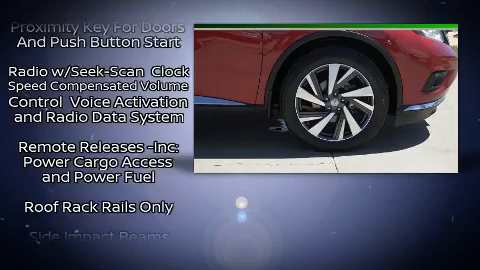 Proximity Key For Doors
And Push Button Start
Radio w/Seek-Scan Clock
Speed Compensated Volume
Control Voice Activation
and Radio Data System
Remote Releases -Inc:
Power Cargo Access
and Power Fuel
Roof Rack Rails Only
Side Impact Beams